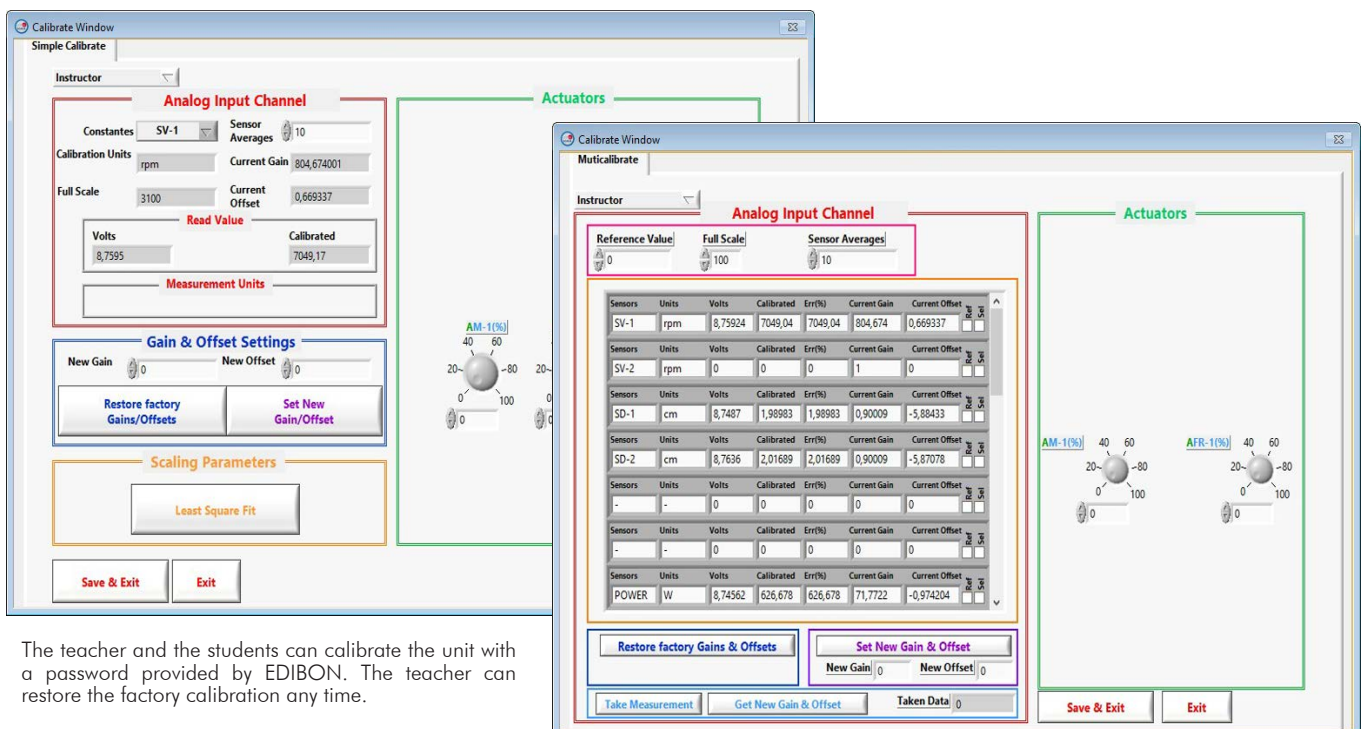 Calibrate Window
Simple Calibrate
Instructor
Analog Input Channel
Constantes SV-1 Sensor Averages 10
Calibration Units rpm Current Gain 804,674001
Full Scale 3100 Current Offset 0,669337
Read Value
Volts Calibrated
8,7595 7049,17
Measurement Units
Gain & Offset Settings
New Gain 0 New Offset 0
Restore factory Gains/Offsets
Set New Gain/Offset
Scaling Parameters
Least Square Fit
Save & Exit Exit
Actuators
AM-1(%)
40 60
20 80 20
0 100 0
0
The teacher and the students can calibrate the unit with
a password provided by EDIBON. The teacher can
restore the factory calibration any time.
Calibrate Window
Muticalibrate
Instructor
Analog Input Channel
Reference Value Full Scale Sensor Averages
0 100 10
Sensors Units Volts Calibrated Err(%) Current Gain Current Offset Ref Sel
SV-1 rpm 8,75924 7049,04 7049,04 804,674 0,669337
Sensors Units Volts Calibrated Err(%) Current Gain Current Offset Ref Sel
SV-2 rpm 0 0 0 1 0
Sensors Units Volts Calibrated Err(%) Current Gain Current Offset Ref Sel
SD-1 cm 8,7487 1,98983 1,98983 0,90009 -5,88433
Sensors Units Volts Calibrated Err(%) Current Gain Current Offset Ref Sel
SD-2 cm 8,7636 2,01689 2,01689 0,90009 -5,87078
Sensors Units Volts Calibrated Err(%) Current Gain Current Offset Ref Sel
- - 0 0 0 0 0
Sensors Units Volts Calibrated Err(%) Current Gain Current Offset Ref Sel
- - 0 0 0 0 0
Sensors Units Volts Calibrated Err(%) Current Gain Current Offset Ref Sel
POWER W 8,74562 626,678 626,678 71,7722 -0,974204
Restore factory Gains & Offsets
Set New Gain & Offset
New Gain 0 New Offset 0
Take Measurement Get New Gain & Offset Taken Data 0
Actuators
AM-1(%) 40 60 AFR-1(%) 40 60
20 80 20 80
0 100 0 100
0 0
Save & Exit Exit